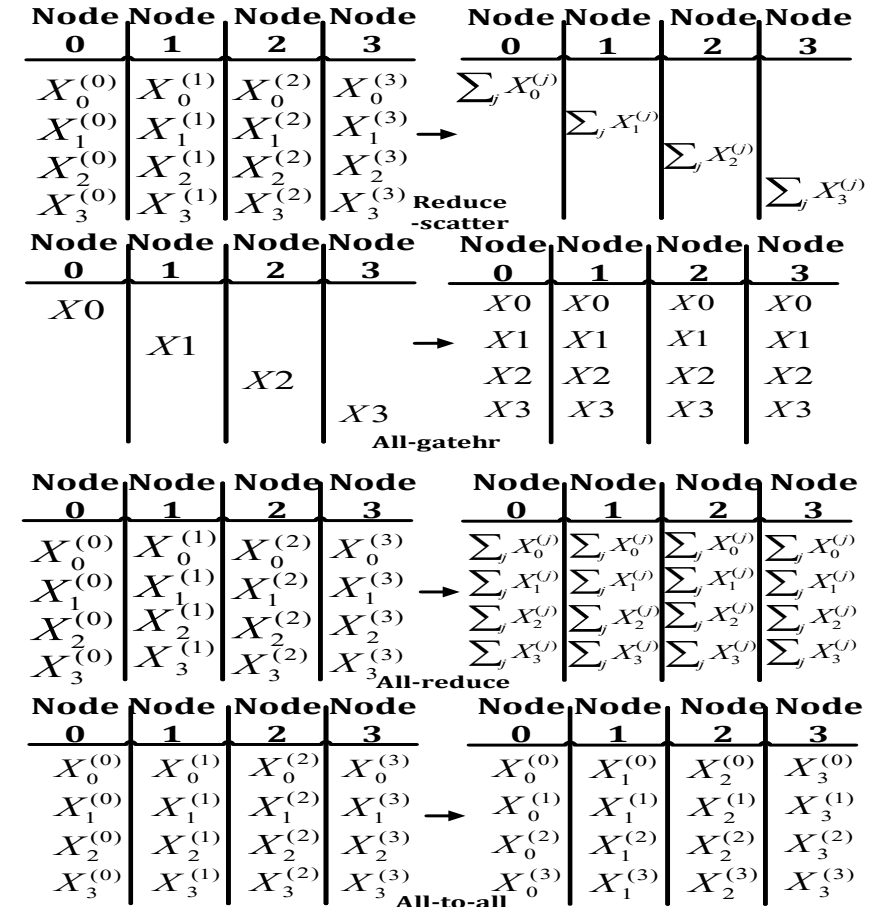 Node Node Node Node Node Node Node Node
0 1 2 3 0 1 2 3
X_0^{(0)} X_0^{(1)} X_0^{(2)} X_0^{(3)} ∑_j X_0^{(j)}
X_1^{(0)} X_1^{(1)} X_1^{(2)} X_1^{(3)} → ∑_j X_1^{(j)}
X_2^{(0)} X_2^{(1)} X_2^{(2)} X_2^{(3)} ∑_j X_2^{(j)}
X_3^{(0)} X_3^{(1)} X_3^{(2)} X_3^{(3)} ∑_j X_3^{(j)}
Reduce
-scatter
Node Node Node Node Node Node Node Node
0 1 2 3 0 1 2 3
X0 X0 X0 X0 X0
X1 → X1 X1 X1 X1
X2 X2 X2 X2 X2
X3 X3 X3 X3 X3
All-gatehr
Node Node Node Node Node Node Node Node
0 1 2 3 0 1 2 3
X_0^{(0)} X_0^{(1)} X_0^{(2)} X_0^{(3)} ∑_j X_0^{(j)} ∑_j X_0^{(j)} ∑_j X_0^{(j)} ∑_j X_0^{(j)}
X_1^{(0)} X_1^{(1)} X_1^{(2)} X_1^{(3)} → ∑_j X_1^{(j)} ∑_j X_1^{(j)} ∑_j X_1^{(j)} ∑_j X_1^{(j)}
X_2^{(0)} X_2^{(1)} X_2^{(2)} X_2^{(3)} ∑_j X_2^{(j)} ∑_j X_2^{(j)} ∑_j X_2^{(j)} ∑_j X_2^{(j)}
X_3^{(0)} X_3^{(1)} X_3^{(2)} X_3^{(3)} ∑_j X_3^{(j)} ∑_j X_3^{(j)} ∑_j X_3^{(j)} ∑_j X_3^{(j)}
All-reduce
Node Node Node Node Node Node Node Node
0 1 2 3 0 1 2 3
X_0^{(0)} X_0^{(1)} X_0^{(2)} X_0^{(3)} X_0^{(0)} X_1^{(0)} X_2^{(0)} X_3^{(0)}
X_1^{(0)} X_1^{(1)} X_1^{(2)} X_1^{(3)} → X_0^{(1)} X_1^{(1)} X_2^{(1)} X_3^{(1)}
X_2^{(0)} X_2^{(1)} X_2^{(2)} X_2^{(3)} X_0^{(2)} X_1^{(2)} X_2^{(2)} X_3^{(2)}
X_3^{(0)} X_3^{(1)} X_3^{(2)} X_3^{(3)} X_0^{(3)} X_1^{(3)} X_2^{(3)} X_3^{(3)}
All-to-all